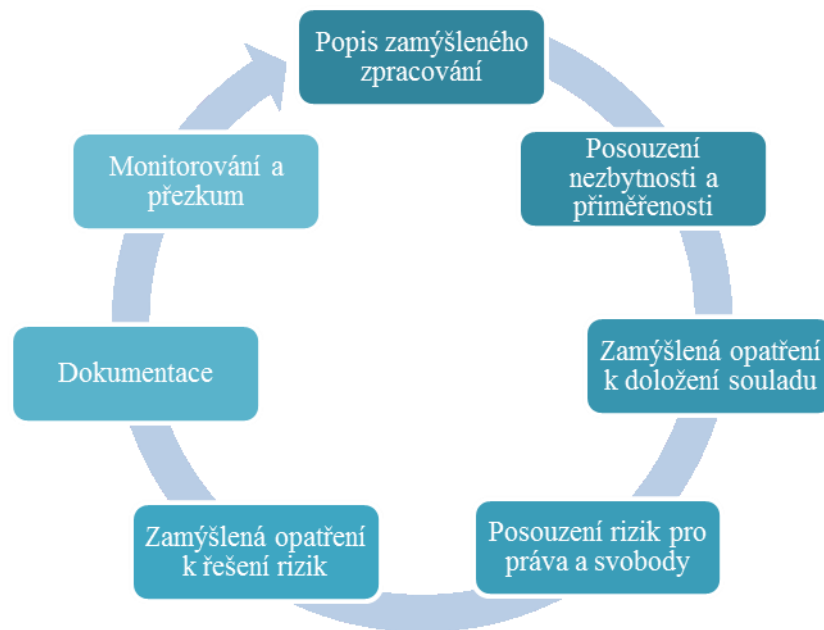 Popis zamýšleného
zpracování
Posouzení
nezbytnosti a
přiměřenosti
Zamýšlená opatření
k doložení souladu
Posouzení rizik pro
práva a svobody
Zamýšlená opatření
k řešení rizik
Dokumentace
Monitorování a
přezkum